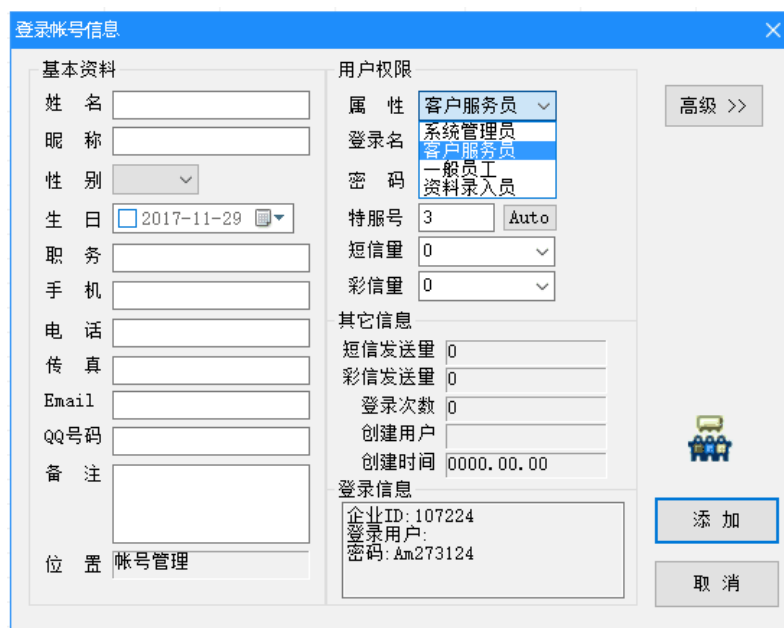 登录帐号信息
基本资料
姓 名
昵 称
性 别
生 日 2017-11-29
职 务
手 机
电 话
传 真
Email
QQ号码
备 注
位 置 帐号管理
用户权限
属 性 客户服务员
系统管理员
客户服务员
一般员工
资料录入员
登录名
密 码
特服号 3 Auto
短信量 0
彩信量 0
其它信息
短信发送量 0
彩信发送量 0
登录次数 0
创建用户
创建时间 0000.00.00
登录信息
企业ID:107224
登录用户:
密码:Am273124
高级 >>
添 加
取 消